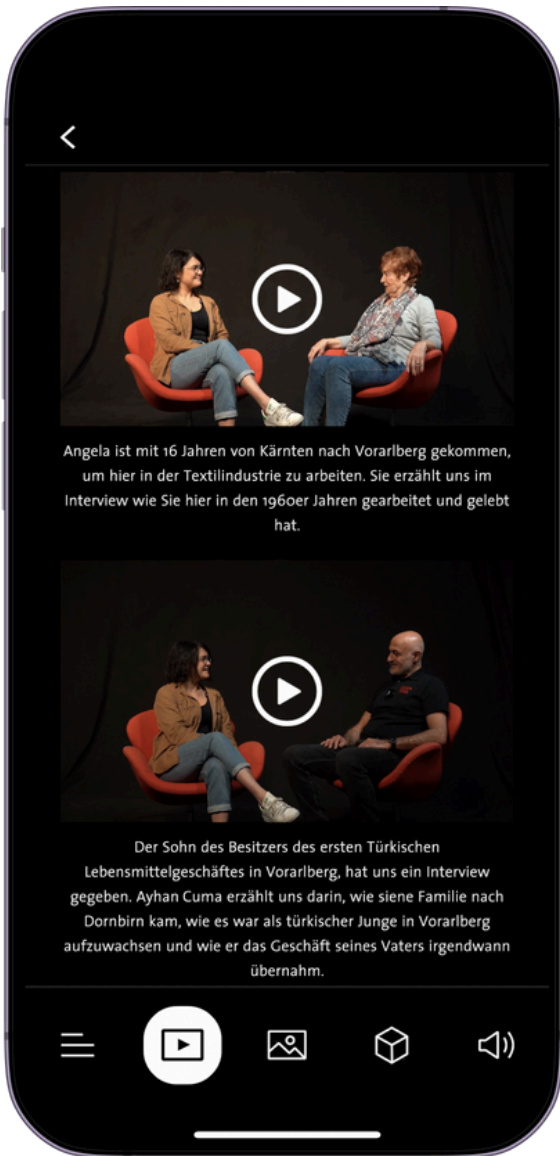 Angela ist mit 16 Jahren von Kärnten nach Vorarlberg gekommen,
um hier in der Textilindustrie zu arbeiten. Sie erzählt uns im
Interview wie Sie hier in den 1960er Jahren gearbeitet und gelebt
hat.
Der Sohn des Besitzers des ersten Türkischen
Lebensmittelgeschäftes in Vorarlberg, hat uns ein Interview
gegeben. Ayhan Cuma erzählt uns darin, wie siene Familie nach
Dornbirn kam, wie es war als türkischer Junge in Vorarlberg
aufzuwachsen und wie er das Geschäft seines Vaters irgendwann
übernahm.